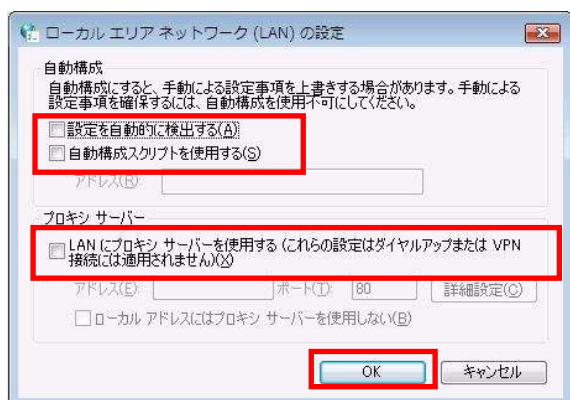 ローカル エリア ネットワーク (LAN) の設定
自動構成
自動構成にすると、手動による設定事項を上書きする場合があります。手動による
設定事項を確保するには、自動構成を使用不可にしてください。
設定を自動的に検出する(A)
自動構成スクリプトを使用する(S)
アドレス(R):
プロキシ サーバー
LAN にプロキシ サーバーを使用する (これらの設定はダイヤルアップまたは VPN
接続には適用されません)(X)
アドレス(E): ポート(T): 80 詳細設定(C)
ローカル アドレスにはプロキシ サーバーを使用しない(B)
OK キャンセル